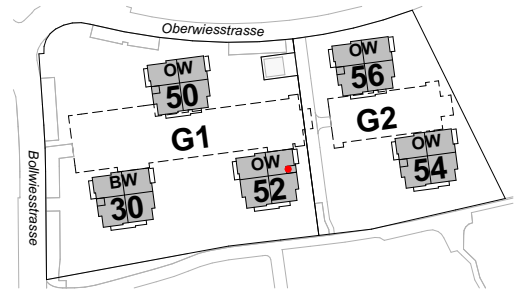 Oberwiesstrasse
OW
50
OW
56
G1
G2
Bollwiesstrasse
BW
30
OW
52
OW
54